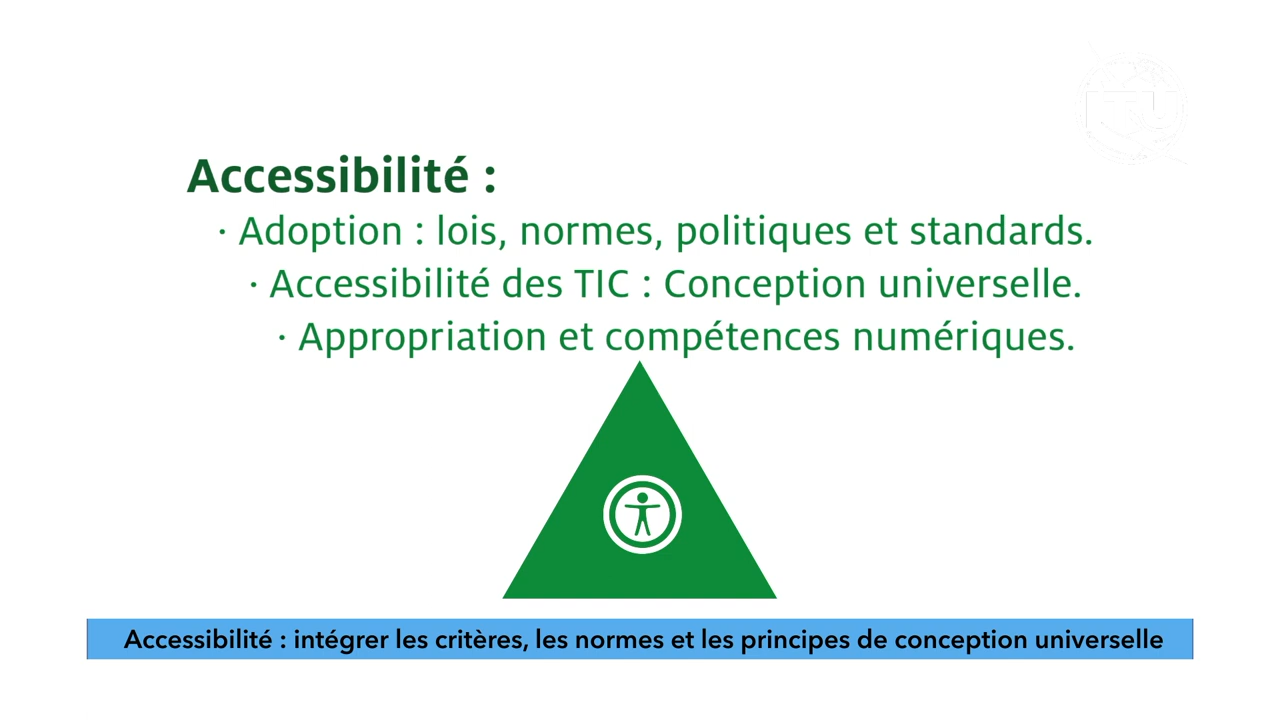 Accessibilité :
· Adoption : lois, normes, politiques et standards.
· Accessibilité des TIC : Conception universelle.
· Appropriation et compétences numériques.
Accessibilité : intégrer les critères, les normes et les principes de conception universelle